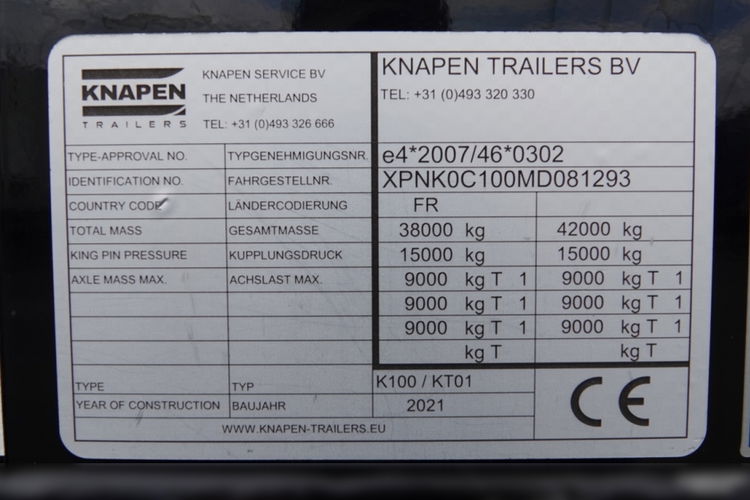 KNAPEN
TRAILERS
KNAPEN SERVICE BV
THE NETHERLANDS
TEL: +31 (0)493 326 666
KNAPEN TRAILERS BV
TEL: +31 (0)493 320 330
TYPE-APPROVAL NO. TYPGENEHMIGUNGSNR. e4*2007/46*0302
IDENTIFICATION NO. FAHRGESTELLNR. XPNK0C100MD081293
COUNTRY CODE LÄNDERCODIERUNG FR
TOTAL MASS GESAMTMASSE 38000 kg 42000 kg
KING PIN PRESSURE KUPPLUNGSDRUCK 15000 kg 15000 kg
AXLE MASS MAX. ACHSLAST MAX. 9000 kg T 1 9000 kg T 1
9000 kg T 1 9000 kg T 1
9000 kg T 1 9000 kg T 1
kg T kg T
TYPE TYP K100 / KT01
YEAR OF CONSTRUCTION BAUJAHR 2021
CE
WWW.KNAPEN-TRAILERS.EU